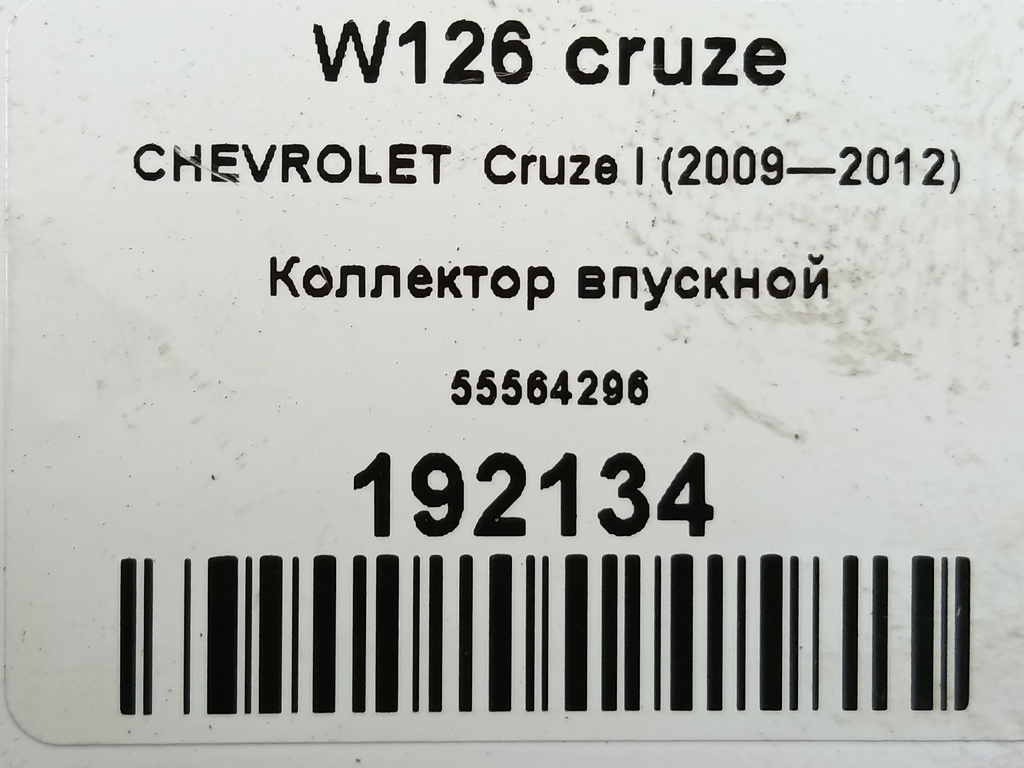 W126 cruze
CHEVROLET Cruze I (2009—2012)
Коллектор впускной
55564296
192134